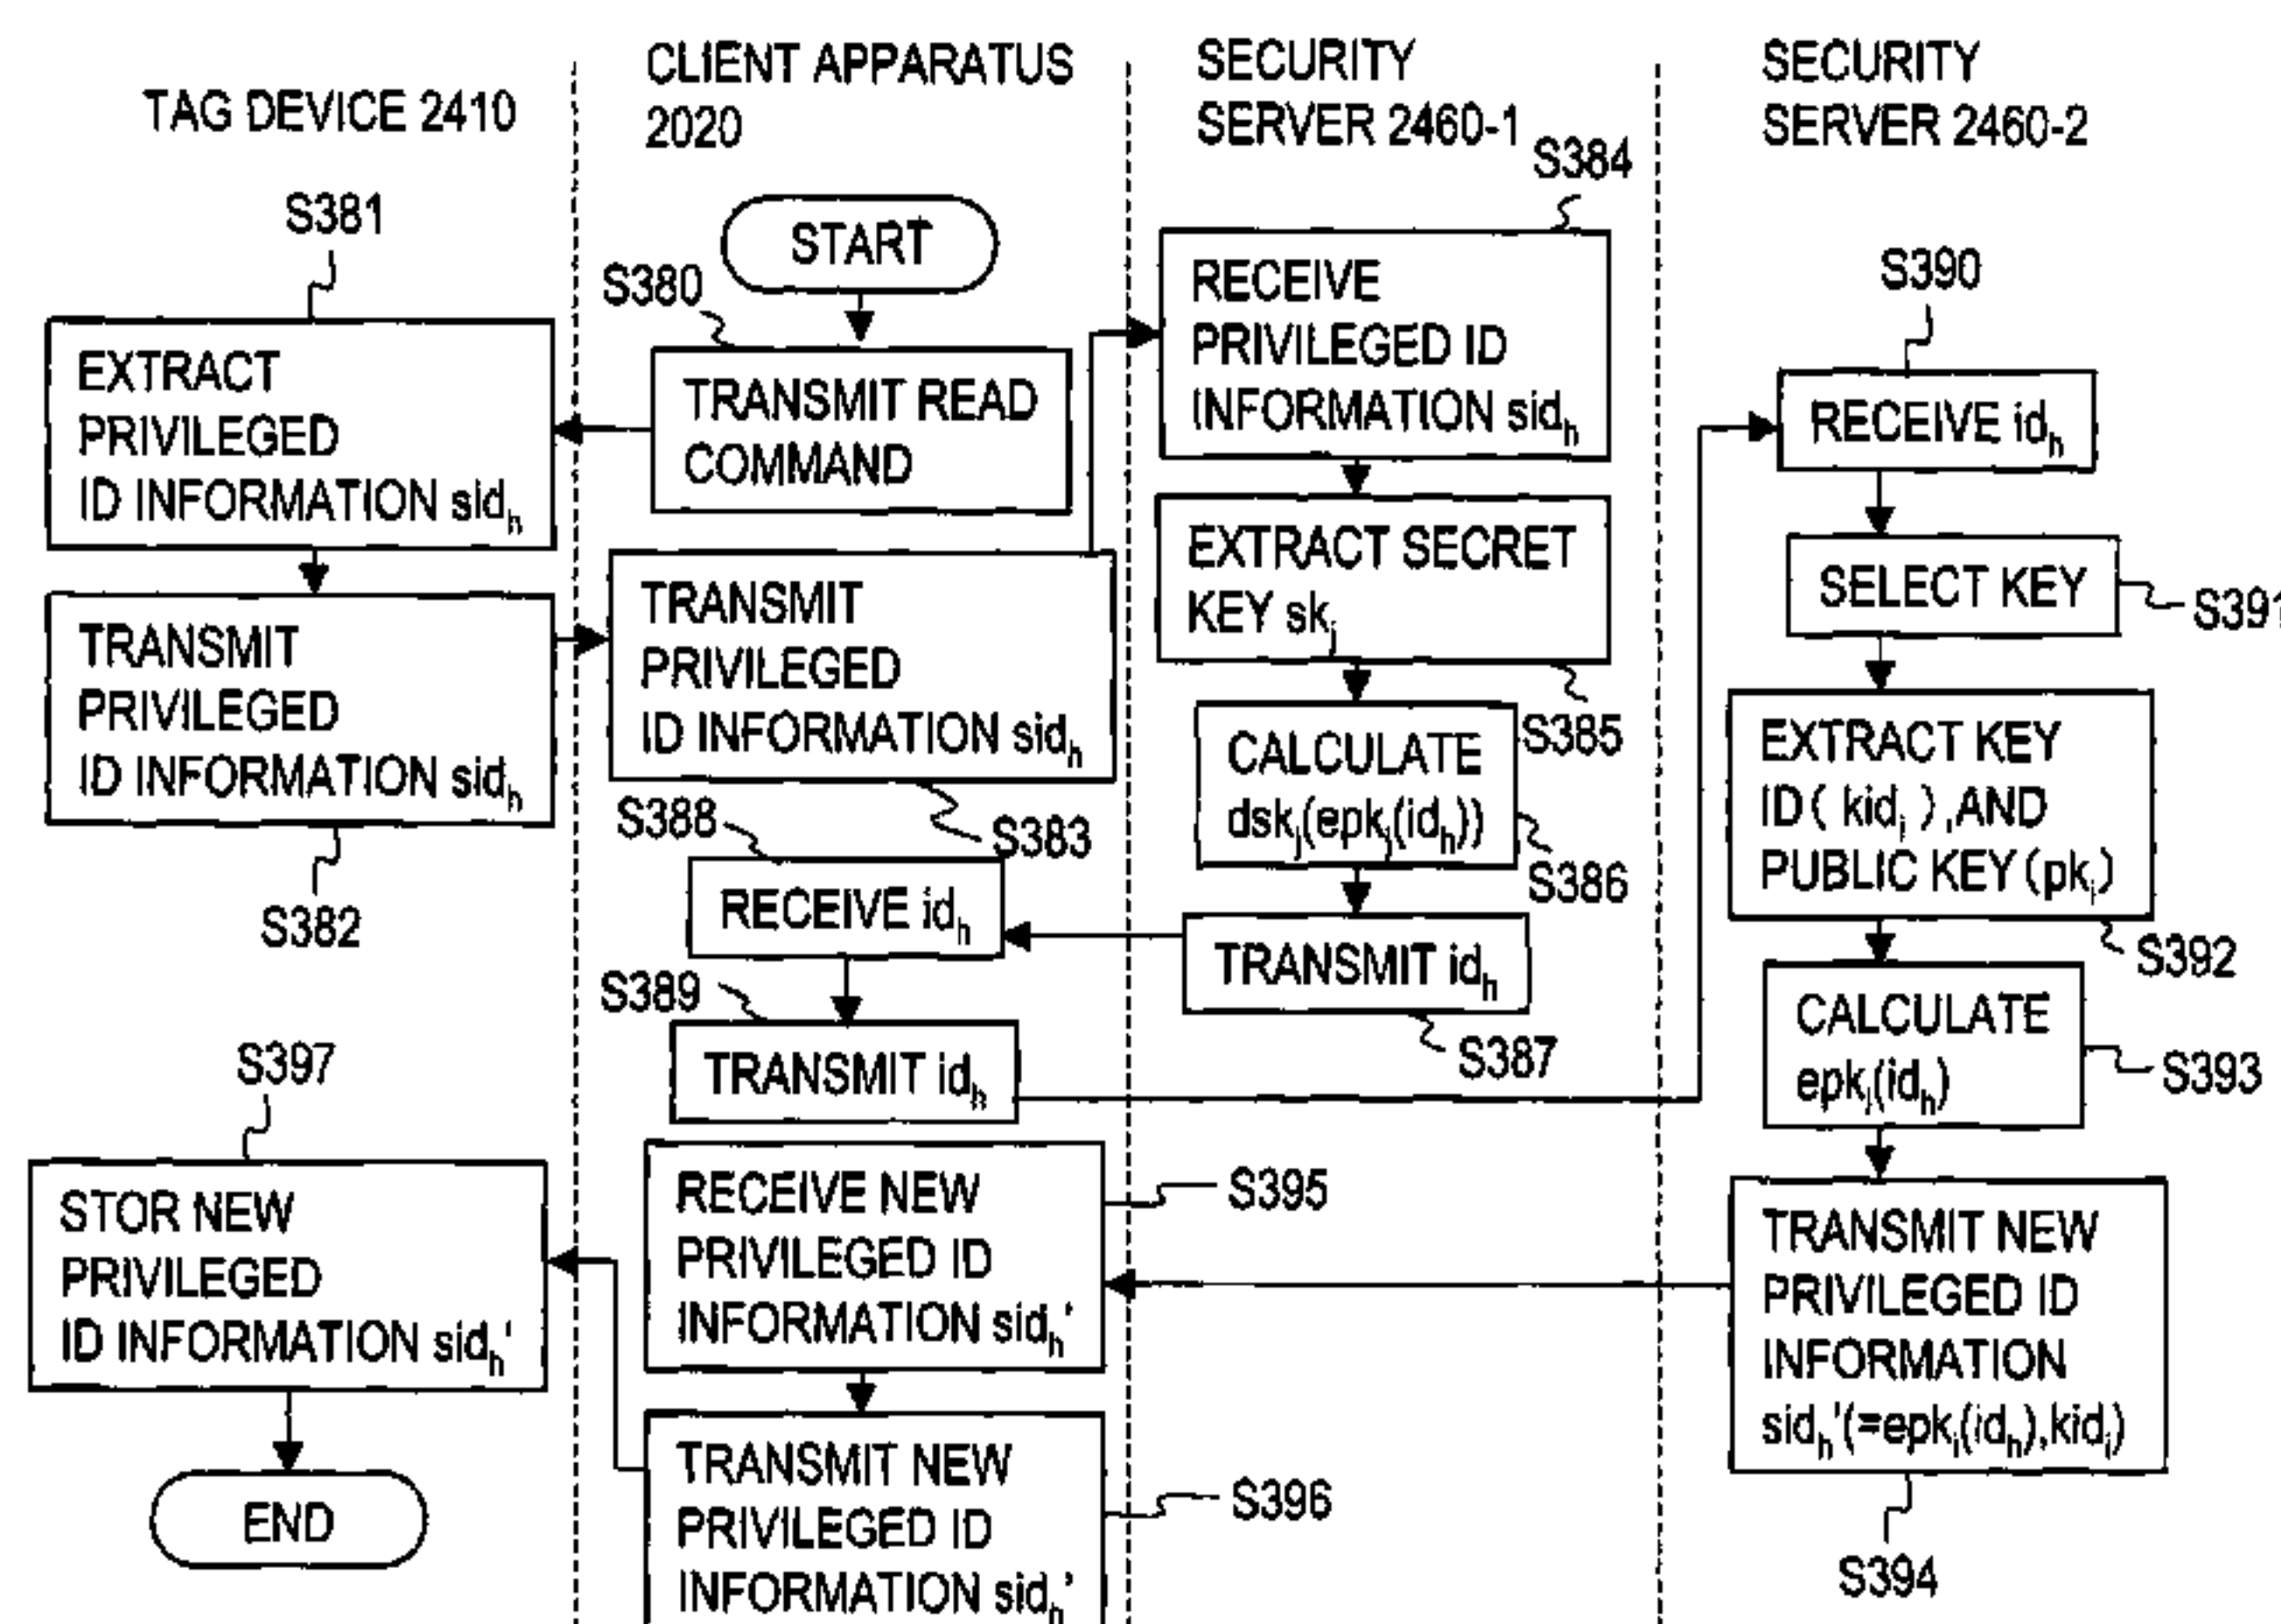 TAG DEVICE 2410
CLIENT APPARATUS
2020
SECURITY
SERVER 2460-1
SECURITY
SERVER 2460-2
START
S380
TRANSMIT READ
COMMAND
S381
EXTRACT
PRIVILEGED
ID INFORMATION sidh
TRANSMIT
PRIVILEGED
ID INFORMATION sidh
S382
TRANSMIT
PRIVILEGED
ID INFORMATION sidh
S383
S384
RECEIVE
PRIVILEGED ID
INFORMATION sidh
EXTRACT SECRET
KEY skj
S385
CALCULATE
dskj(epkj(idh))
S386
TRANSMIT idh
S387
S388
RECEIVE idh
S389
TRANSMIT idh
S390
RECEIVE idh
SELECT KEY
S391
EXTRACT KEY
ID( kidi ),AND
PUBLIC KEY(pki)
S392
CALCULATE
epkj(idh)
S393
TRANSMIT NEW
PRIVILEGED ID
INFORMATION
sidh'(=epki(idh),kidi)
S394
RECEIVE NEW
PRIVILEGED ID
INFORMATION sidh'
S395
TRANSMIT NEW
PRIVILEGED ID
INFORMATION sidh'
S396
S397
STOR NEW
PRIVILEGED
ID INFORMATION sidh'
END